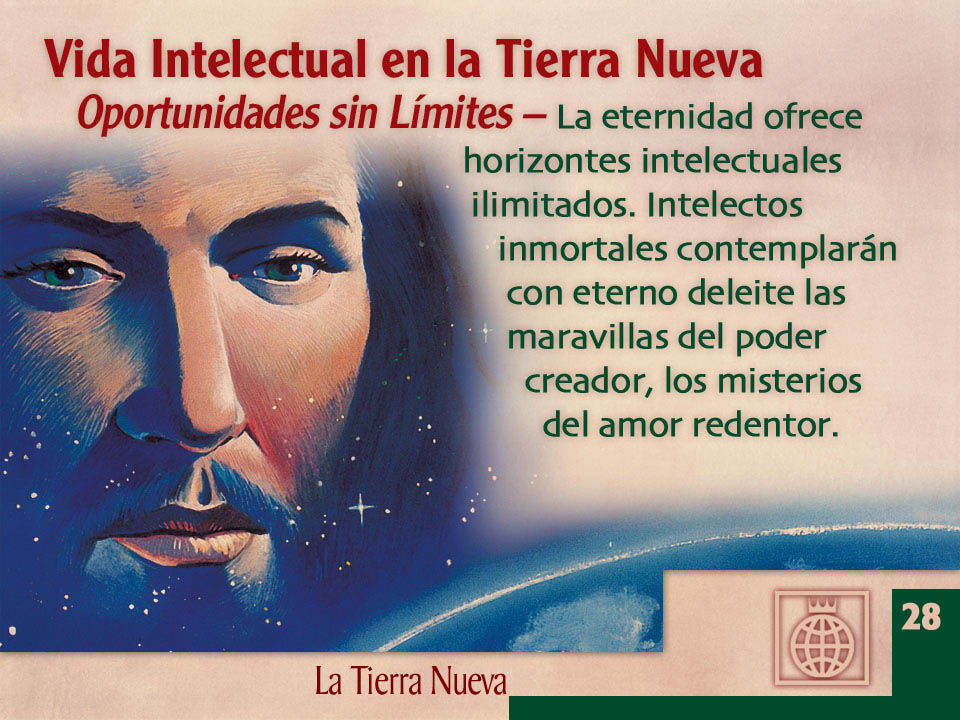 Vida Intelectual en la Tierra Nueva
Oportunidades sin Límites – La eternidad ofrece
horizontes intelectuales
ilimitados. Intelectos
inmortales contemplarán
con eterno deleite las
maravillas del poder
creador, los misterios
del amor redentor.
28
La Tierra Nueva